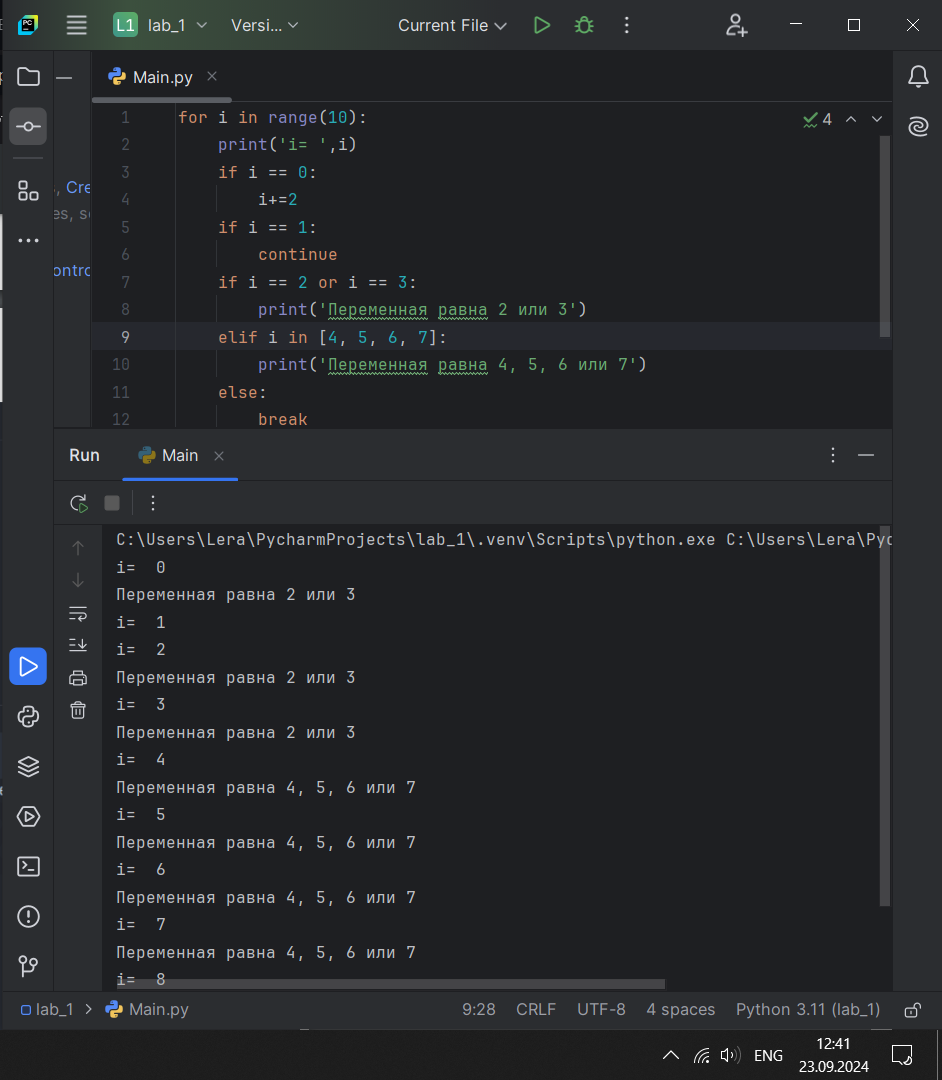 L1 lab_1 Versi... Current File
Main.py
4
1 for i in range(10):
2 print('i= ',i)
3 if i == 0:
4 i+=2
5 if i == 1:
6 continue
7 if i == 2 or i == 3:
8 print('Переменная равна 2 или 3')
9 elif i in [4, 5, 6, 7]:
10 print('Переменная равна 4, 5, 6 или 7')
11 else:
12 break
, Cre
es, s
ontro
Run Main
C:\Users\Lera\PycharmProjects\lab_1\.venv\Scripts\python.exe C:\Users\Lera\Pyc
i=  0
Переменная равна 2 или 3
i=  1
i=  2
Переменная равна 2 или 3
i=  3
Переменная равна 2 или 3
i=  4
Переменная равна 4, 5, 6 или 7
i=  5
Переменная равна 4, 5, 6 или 7
i=  6
Переменная равна 4, 5, 6 или 7
i=  7
Переменная равна 4, 5, 6 или 7
i=  8
lab_1 > Main.py 9:28 CRLF UTF-8 4 spaces Python 3.11 (lab_1)
ENG
12:41
23.09.2024